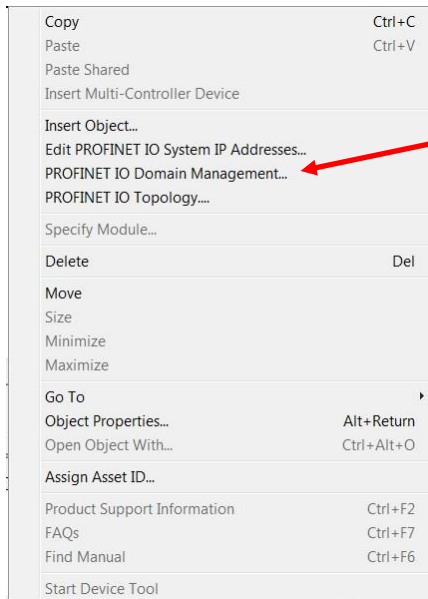 Copy Ctrl+C
Paste Ctrl+V
Paste Shared
Insert Multi-Controller Device
Insert Object...
Edit PROFINET IO System IP Addresses...
PROFINET IO Domain Management...
PROFINET IO Topology....
Specify Module...
Delete Del
Move
Size
Minimize
Maximize
Go To
Object Properties... Alt+Return
Open Object With... Ctrl+Alt+O
Assign Asset ID...
Product Support Information Ctrl+F2
FAQs Ctrl+F7
Find Manual Ctrl+F6
Start Device Tool